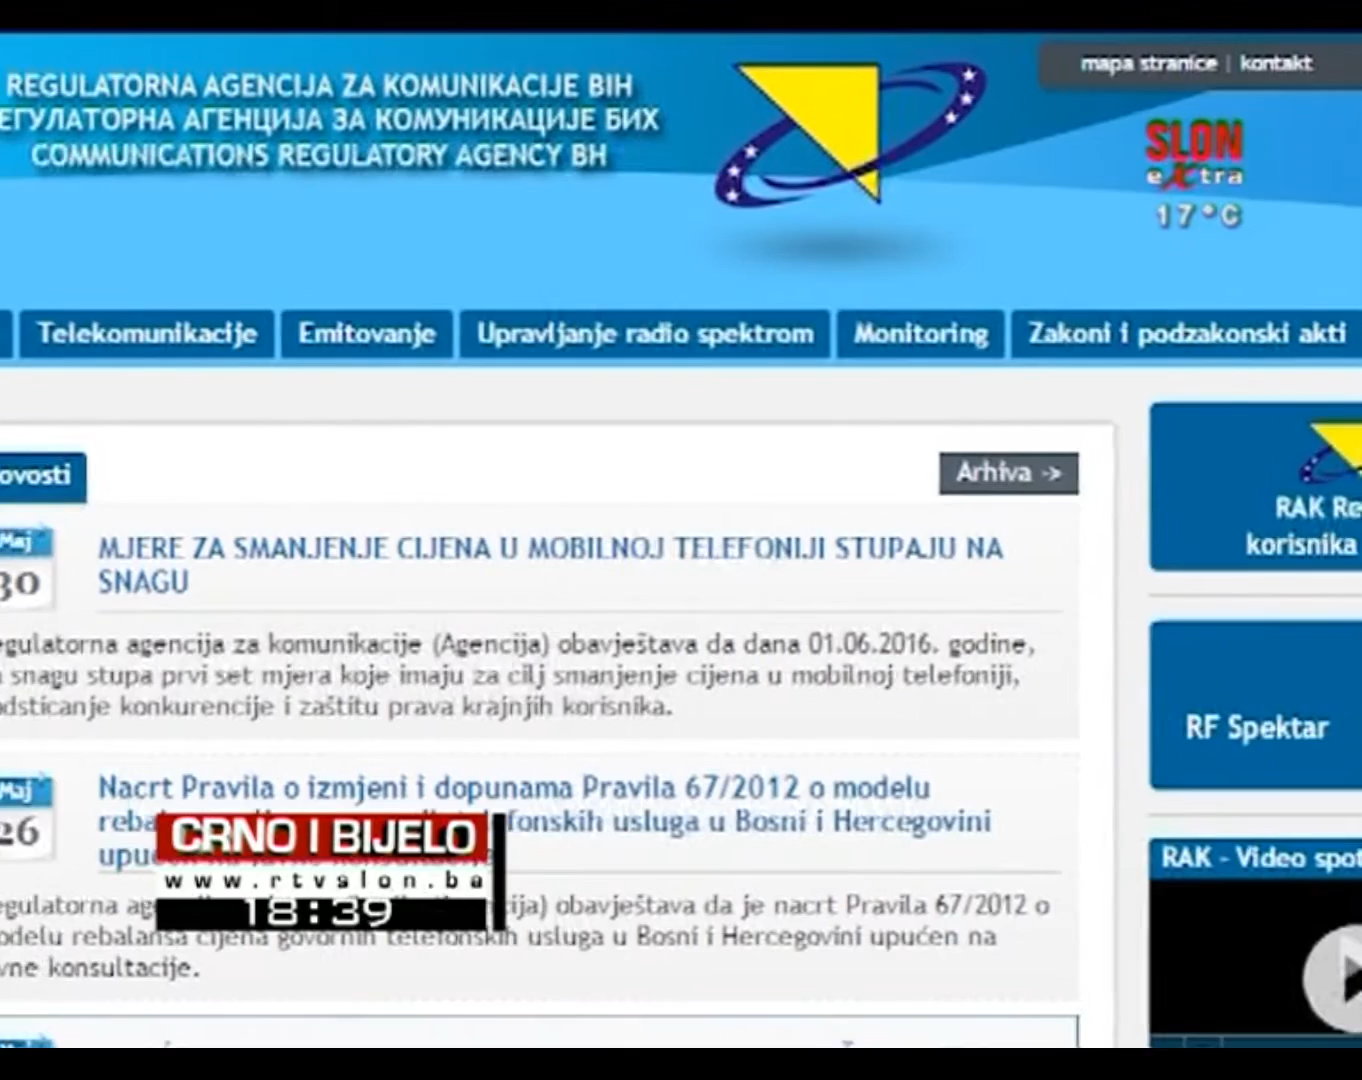 REGULATORNA AGENCIJA ZA KOMUNIKACIJE BIH
ЕГУЛАТОРНА АГЕНЦИЈА ЗА КОМУНИКАЦИЈЕ БИХ
COMMUNICATIONS REGULATORY AGENCY BH
mapa stranice | kontakt
SLON
extra
17°C
Telekomunikacije
Emitovanje
Upravljanje radio spektrom
Monitoring
Zakoni i podzakonski akti
ovosti
Arhiva ->
Maj
30
MJERE ZA SMANJENJE CIJENA U MOBILNOJ TELEFONIJI STUPAJU NA
SNAGU
egulatorna agencija za komunikacije (Agencija) obavještava da dana 01.06.2016. godine,
snagu stupa prvi set mjera koje imaju za cilj smanjenje cijena u mobilnoj telefoniji,
dsticanje konkurencije i zaštitu prava krajnjih korisnika.
Maj
26
Nacrt Pravila o izmjeni i dopunama Pravila 67/2012 o modelu
reba fonskih usluga u Bosni i Hercegovini
upu
CRNO I BIJELO
www.rtvslon.ba
18:39
egulatorna ag ija) obavještava da je nacrt Pravila 67/2012 o
odelu rebalansa cijena govornih telefonskih usluga u Bosni i Hercegovini upućen na
vne konsultacije.
RAK Re
korisnika
RF Spektar
RAK - Video spot